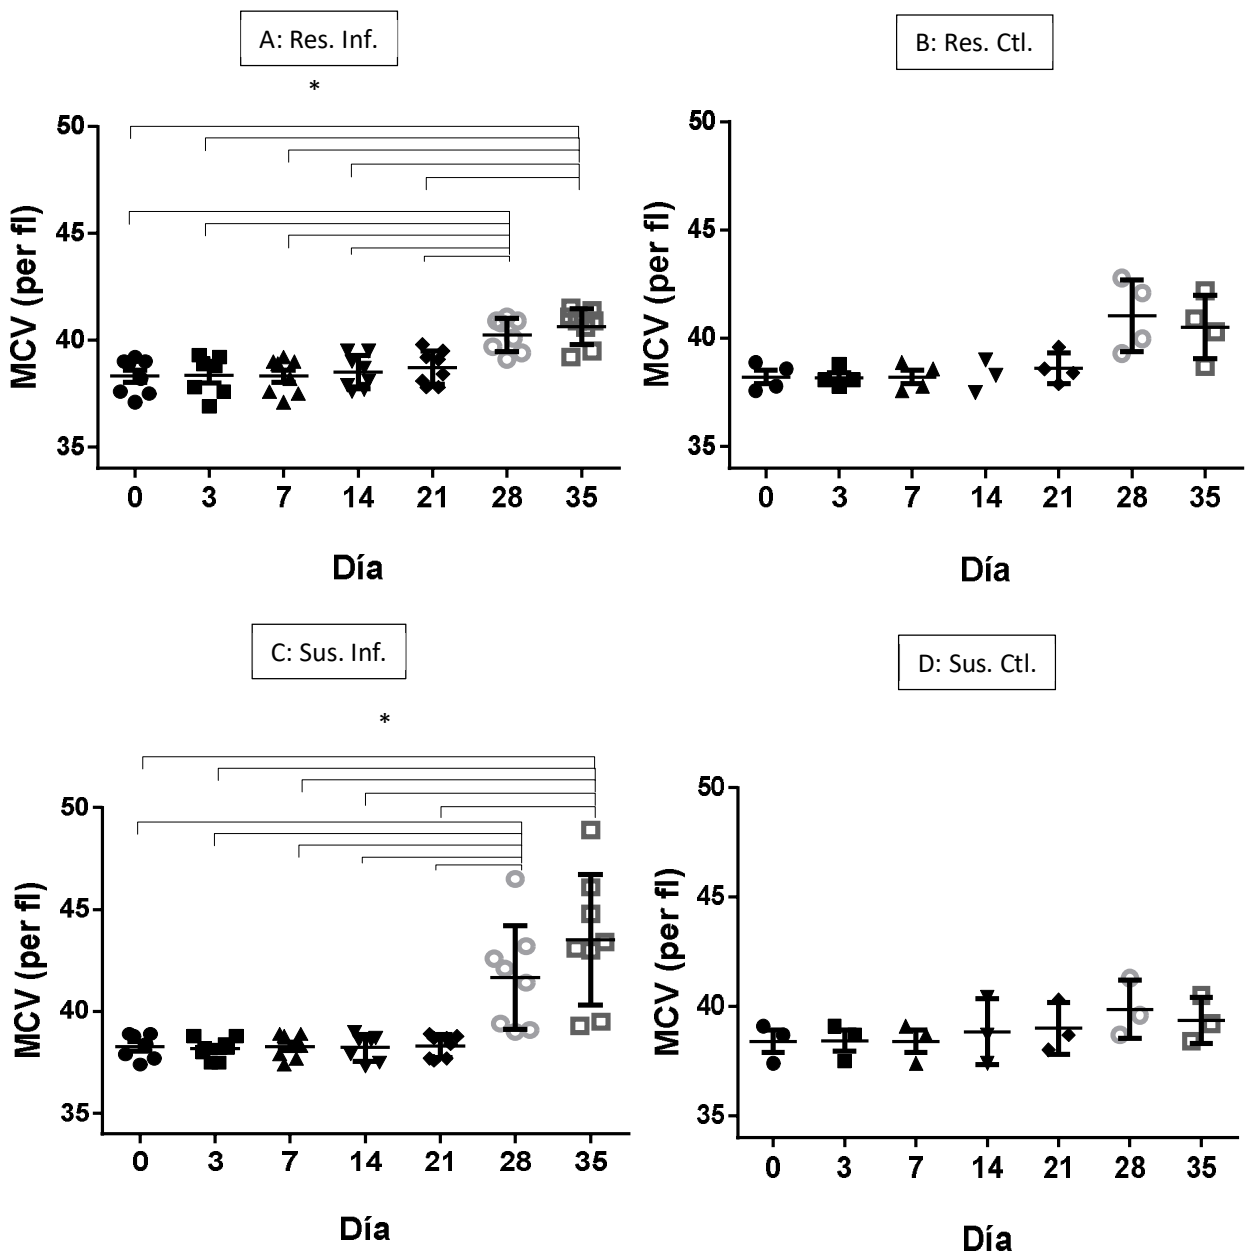 A: Res. Inf.
*
MCV (per fl)
50
45
40
35
0 3 7 14 21 28 35
Día
B: Res. Ctl.
MCV (per fl)
50
45
40
35
0 3 7 14 21 28 35
Día
C: Sus. Inf.
*
MCV (per fl)
50
45
40
35
0 3 7 14 21 28 35
Día
D: Sus. Ctl.
MCV (per fl)
50
45
40
35
0 3 7 14 21 28 35
Día